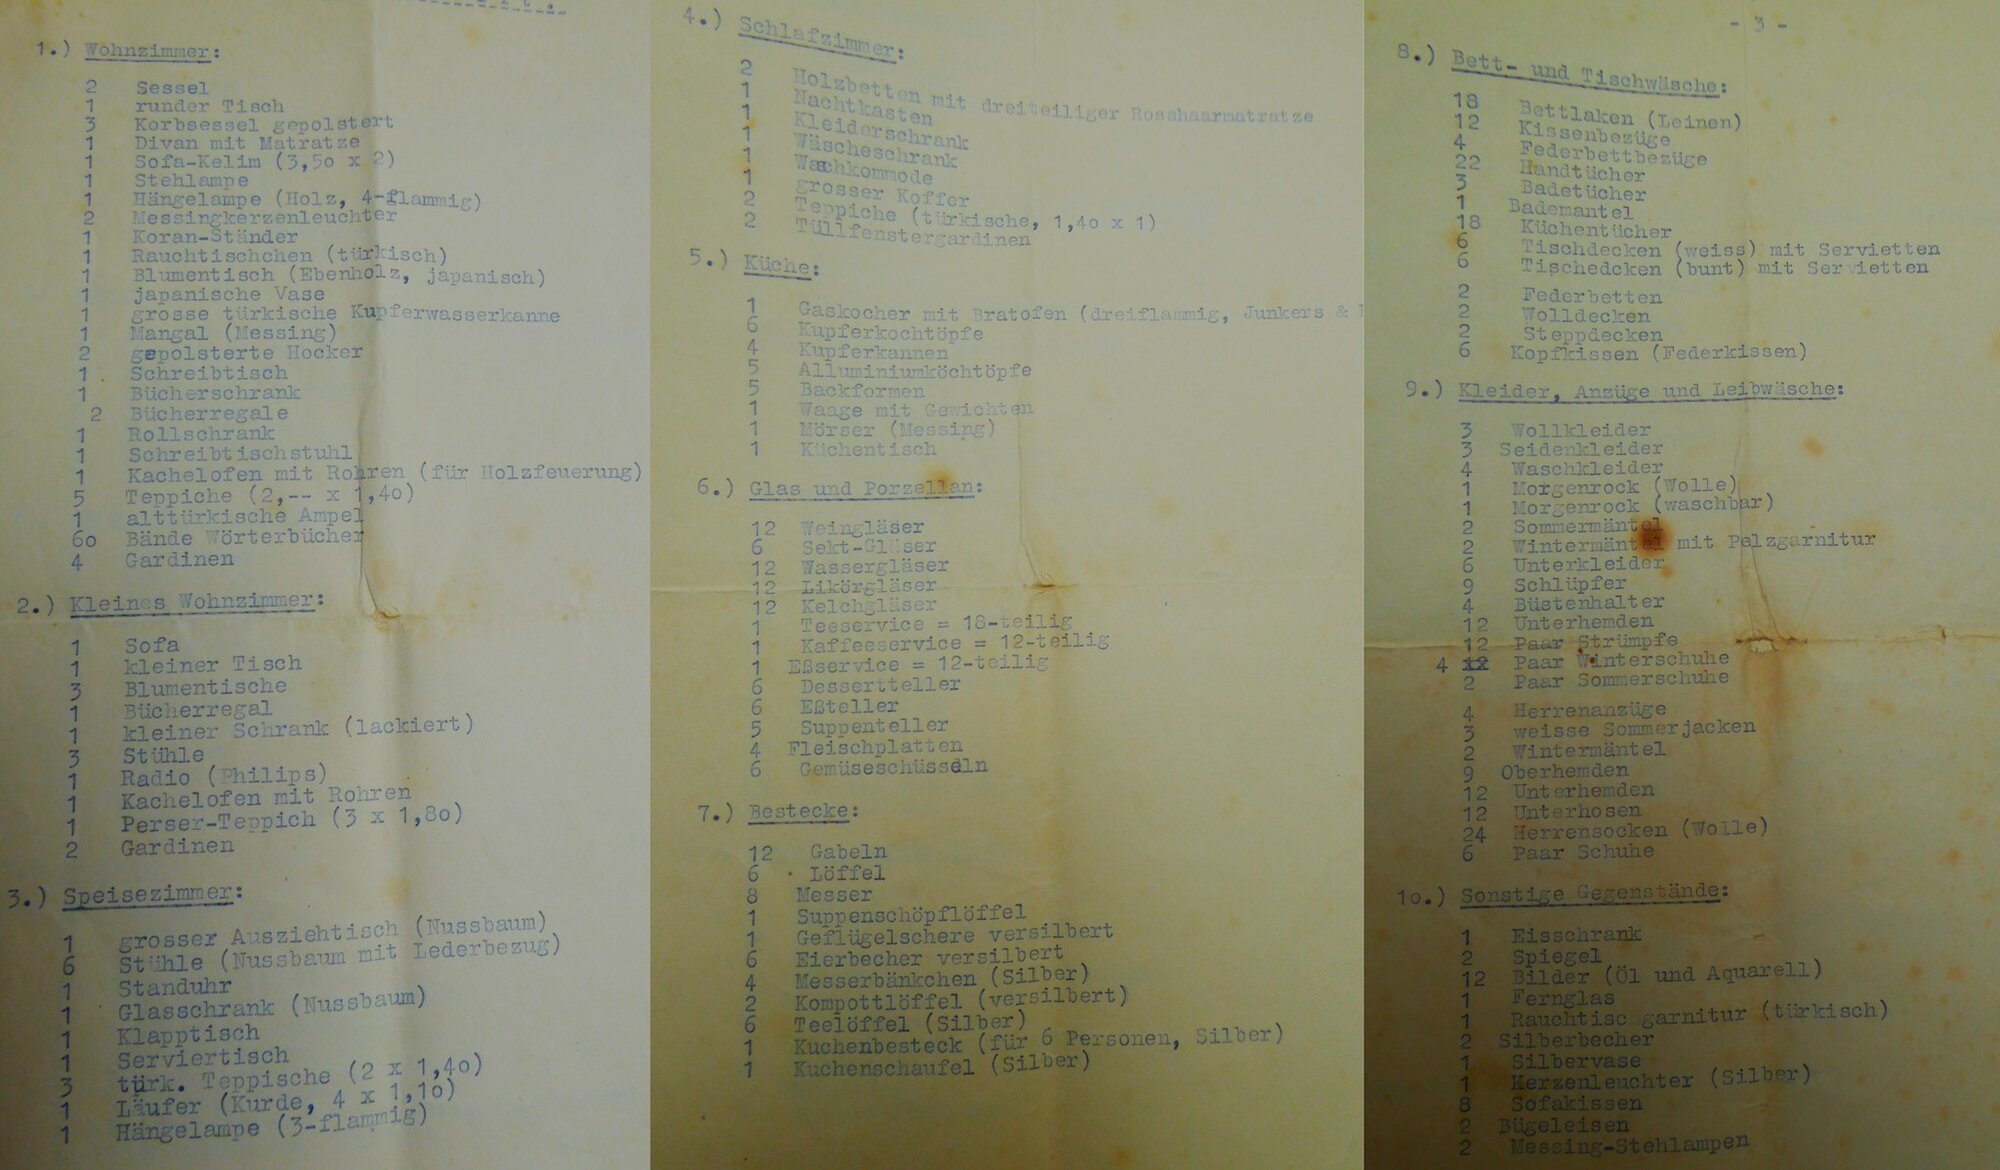 1.) Wohnzimmer:
2 Sessel
1 runder Tisch
3 Korbsessel gepolstert
1 Divan mit Matratze
1 Sofa-Kelim (3,5o x 2)
1 Stehlampe
1 Hängelampe (Holz, 4-flammig)
2 Messingkerzenleuchter
1 Koran-Ständer
1 Rauchtischchen (türkisch)
1 Blumentisch (Ebenholz, japanisch)
1 japanische Vase
1 grosse türkische Kupferwasserkanne
1 Mangal (Messing)
2 gepolsterte Hocker
1 Schreibtisch
1 Bücherschrank
2 Bücherregale
1 Rollschrank
1 Schreibtischstuhl
1 Kachelofen mit Rohren (für Holzfeuerung)
5 Teppiche (2,-- x 1,4o)
1 alttürkische Ampel
6o Bände Wörterbücher
4 Gardinen
2.) Kleines Wohnzimmer:
1 Sofa
1 kleiner Tisch
3 Blumentische
1 Bücherregal
1 kleiner Schrank (lackiert)
3 Stühle
1 Radio (Philips)
1 Kachelofen mit Rohren
1 Perser-Teppich (3 x 1,8o)
2 Gardinen
3.) Speisezimmer:
1 grosser Ausziehtisch (Nussbaum)
6 Stühle (Nussbaum mit Lederbezug)
1 Standuhr
1 Glasschrank (Nussbaum)
1 Klapptisch
1 Serviertisch
3 türk. Teppische (2 x 1,4o)
1 Läufer (Kurde, 4 x 1,1o)
1 Hängelampe (3-flammig)
4.) Schlafzimmer:
2 Holzbetten mit dreiteiliger Rosshaarmatratze
1 Nachtkasten
1 Kleiderschrank
1 Wäscheschrank
1 Waschkommode
1 grosser Koffer
2 Teppiche (türkische, 1,4o x 1)
2 Tüllfenstergardinen
5.) Küche:
1 Gaskocher mit Bratofen (dreiflammig, Junkers &
6 Kupferkochtöpfe
4 Kupferkannen
5 Alluminiumköchtöpfe
5 Backformen
1 Waage mit Gewichten
1 Mörser (Messing)
1 Küchentisch
6.) Glas und Porzellan:
12 Weingläser
6 Sekt-Gläser
12 Wassergläser
12 Likörgläser
12 Kelchgläser
1 Teeservice = 18-teilig
1 Kaffeeservice = 12-teilig
1 Eßservice = 12-teilig
6 Dessertteller
6 Eßteller
5 Suppenteller
4 Fleischplatten
6 Gemüseschüsseln
7.) Bestecke:
12 Gabeln
6 Löffel
8 Messer
1 Suppenschöpflöffel
1 Geflügelschere versilbert
6 Eierbecher versilbert
4 Messerbänkchen (Silber)
2 Kompottlöffel (versilbert)
6 Teelöffel (Silber)
1 Kuchenbesteck (für 6 Personen, Silber)
1 Kuchenschaufel (Silber)
- 3 -
8.) Bett- und Tischwäsche:
18 Bettlaken (Leinen)
12 Kissenbezüge
4 Federbettbezüge
22 Handtücher
3 Badetücher
1 Bademantel
18 Küchentücher
6 Tischdecken (weiss) mit Servietten
6 Tischedcken (bunt) mit Servietten
2 Federbetten
2 Wolldecken
2 Steppdecken
6 Kopfkissen (Federkissen)
9.) Kleider, Anzüge und Leibwäsche:
3 Wollkleider
3 Seidenkleider
4 Waschkleider
1 Morgenrock (Wolle)
1 Morgenrock (waschbar)
2 Sommermäntel
2 Wintermäntel mit Pelzgarnitur
6 Unterkleider
9 Schlüpfer
4 Büstenhalter
12 Unterhemden
12 Paar Strümpfe
4 12 Paar Winterschuhe
2 Paar Sommerschuhe
4 Herrenanzüge
3 weisse Sommerjacken
2 Wintermäntel
9 Oberhemden
12 Unterhemden
12 Unterhosen
24 Herrensocken (Wolle)
6 Paar Schuhe
1o.) Sonstige Gegenstände:
1 Eisschrank
2 Spiegel
12 Bilder (Öl und Aquarell)
1 Fernglas
1 Rauchtischgarnitur (türkisch)
2 Silberbecher
1 Silbervase
1 Kerzenleuchter (Silber)
8 Sofakissen
2 Bügeleisen
2 Messing-Stehlampen